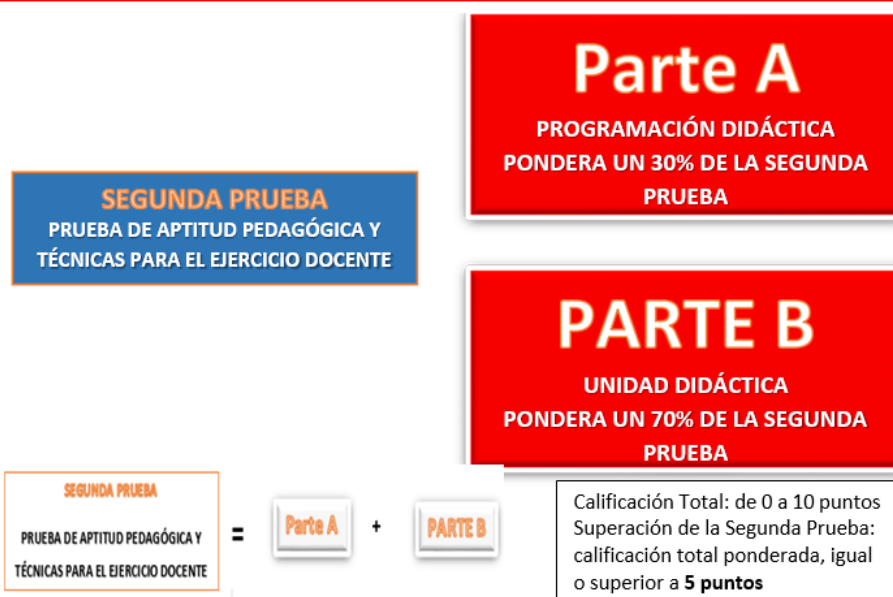 Parte A
PROGRAMACIÓN DIDÁCTICA
PONDERA UN 30% DE LA SEGUNDA
PRUEBA
SEGUNDA PRUEBA
PRUEBA DE APTITUD PEDAGÓGICA Y
TÉCNICAS PARA EL EJERCICIO DOCENTE
PARTE B
UNIDAD DIDÁCTICA
PONDERA UN 70% DE LA SEGUNDA
PRUEBA
SEGUNDA PRUEBA
PRUEBA DE APTITUD PEDAGÓGICA Y
TÉCNICAS PARA EL EJERCICIO DOCENTE
= Parte A + PARTE B
Calificación Total: de 0 a 10 puntos
Superación de la Segunda Prueba:
calificación total ponderada, igual
o superior a 5 puntos